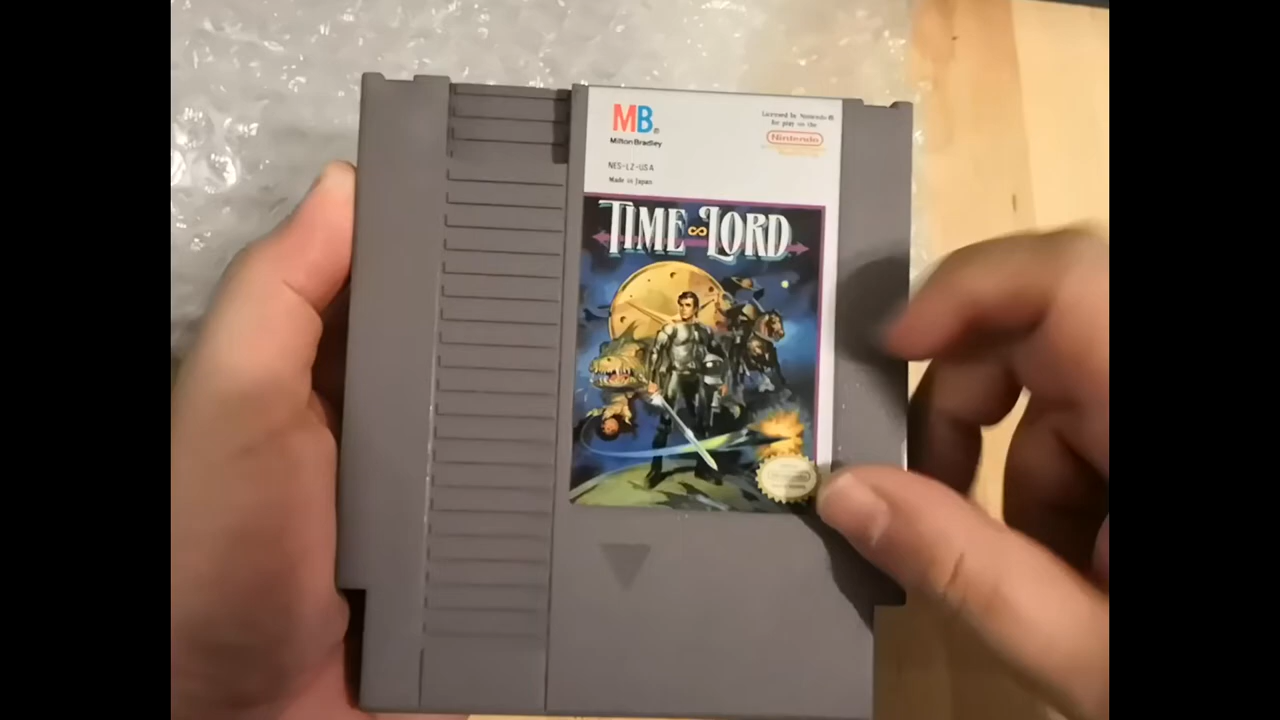 MB®
Milton Bradley
NES-LZ-USA
Made in Japan
Licensed by Nintendo®
for play on the
Nintendo
TIME ∞ LORD